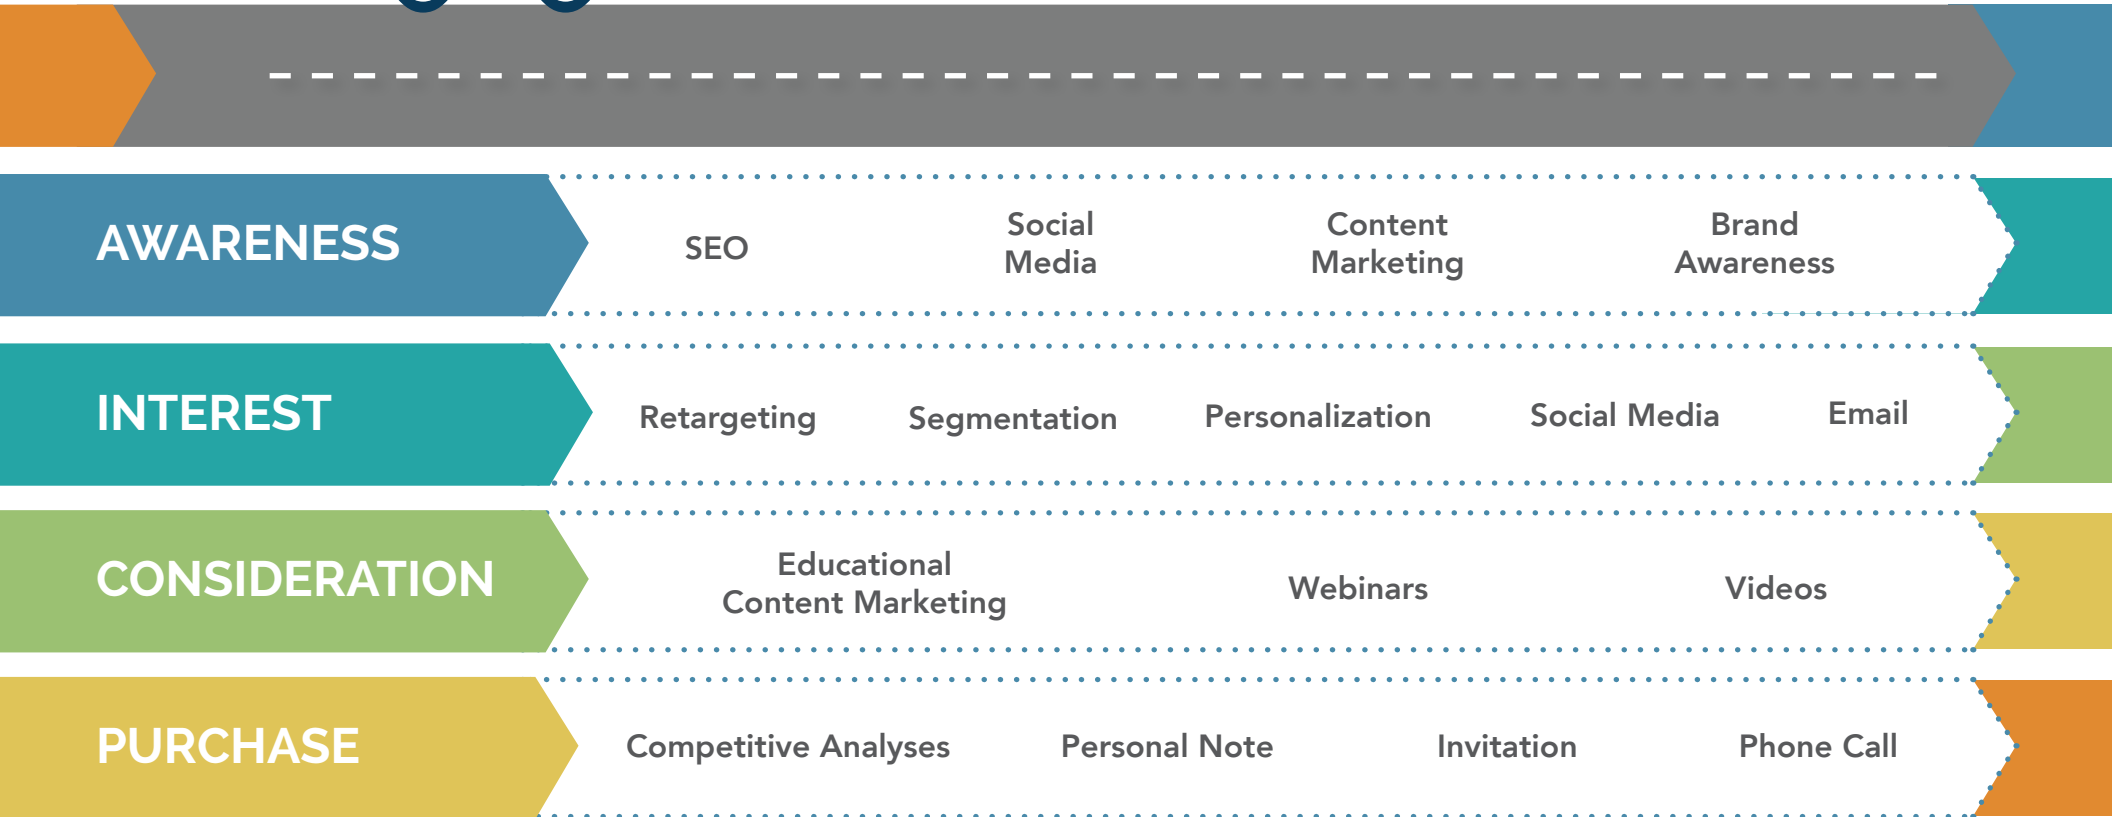 AWARENESS
SEO
Social
Media
Content
Marketing
Brand
Awareness
INTEREST
Retargeting
Segmentation
Personalization
Social Media
Email
CONSIDERATION
Educational
Content Marketing
Webinars
Videos
PURCHASE
Competitive Analyses
Personal Note
Invitation
Phone Call